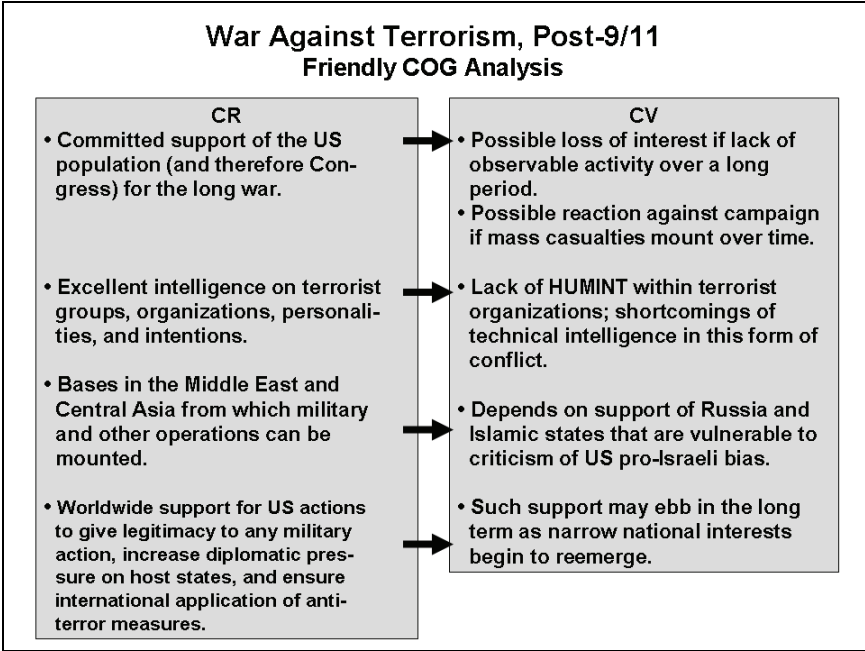 War Against Terrorism, Post-9/11
Friendly COG Analysis
CR
• Committed support of the US
population (and therefore Con-
gress) for the long war.
• Excellent intelligence on terrorist
groups, organizations, personali-
ties, and intentions.
• Bases in the Middle East and
Central Asia from which military
and other operations can be
mounted.
• Worldwide support for US actions
to give legitimacy to any military
action, increase diplomatic pres-
sure on host states, and ensure
international application of anti-
terror measures.
CV
• Possible loss of interest if lack of
observable activity over a long
period.
• Possible reaction against campaign
if mass casualties mount over time.
• Lack of HUMINT within terrorist
organizations; shortcomings of
technical intelligence in this form of
conflict.
• Depends on support of Russia and
Islamic states that are vulnerable to
criticism of US pro-Israeli bias.
• Such support may ebb in the long
term as narrow national interests
begin to reemerge.